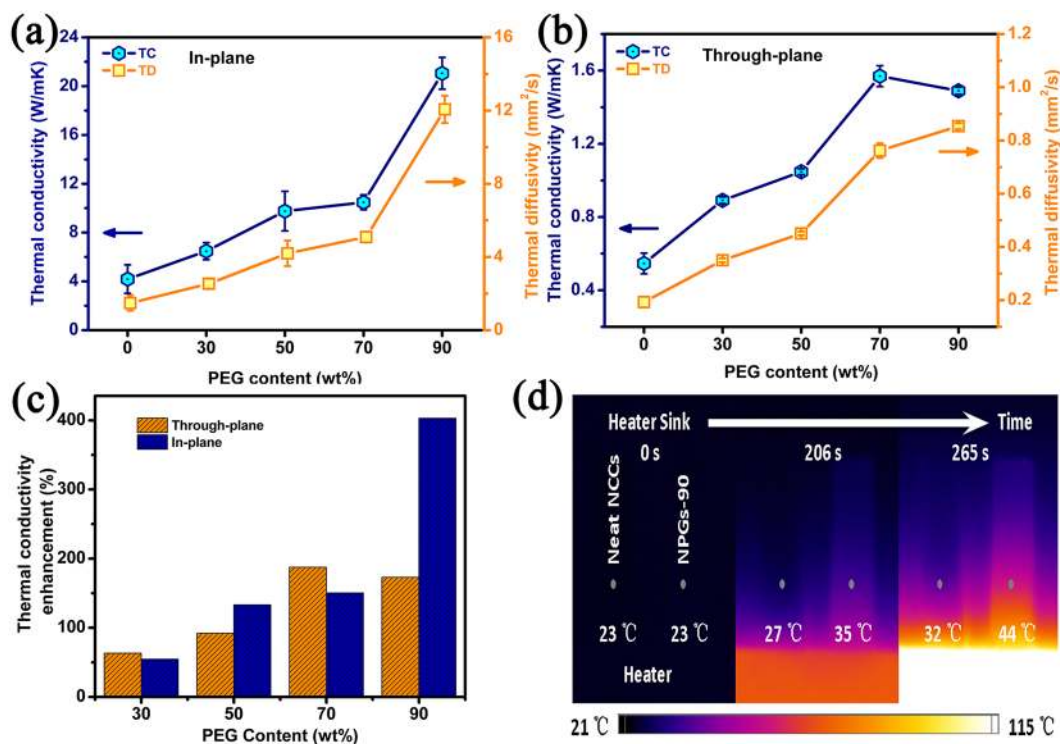 (a)
In-plane
TC
TD
Thermal conductivity (W/mK)
24
20
16
12
8
4
0
Thermal diffusivity (mm²/s)
16
12
8
4
0
0 30 50 70 90
PEG content (wt%)
(b)
Through-plane
TC
TD
Thermal conductivity (W/mK)
1.6
1.2
0.8
0.4
Thermal diffusivity (mm²/s)
1.2
1.0
0.8
0.6
0.4
0.2
0 30 50 70 90
PEG content (wt%)
(c)
Through-plane
In-plane
Thermal conductivity
enhancement (%)
400
300
200
100
0
30 50 70 90
PEG Content (wt%)
(d)
Heater Sink Time
0 s 206 s 265 s
Neat NCCs
NPGs-90
23 ℃ 23 ℃ 27 ℃ 35 ℃ 32 ℃ 44 ℃
Heater
21 ℃ 115 ℃